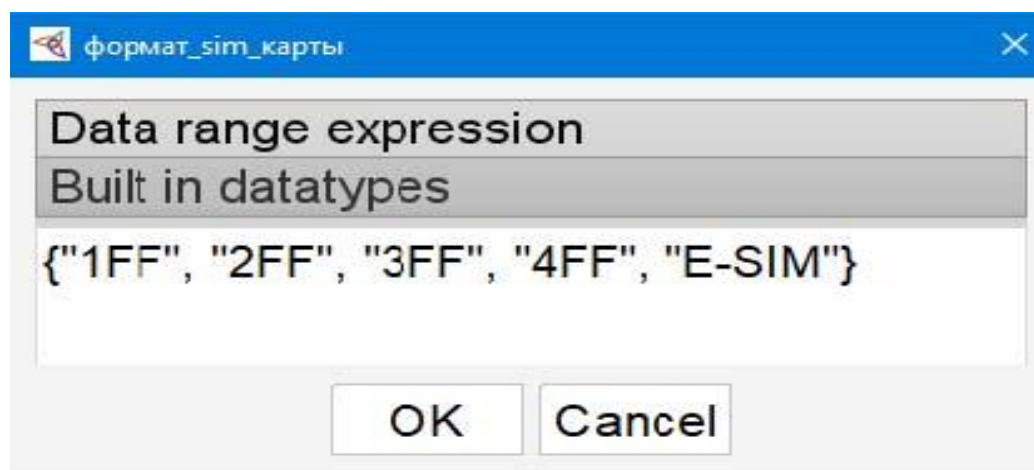 формат_sim_карты
Data range expression
Built in datatypes
{"1FF", "2FF", "3FF", "4FF", "E-SIM"}
OK Cancel